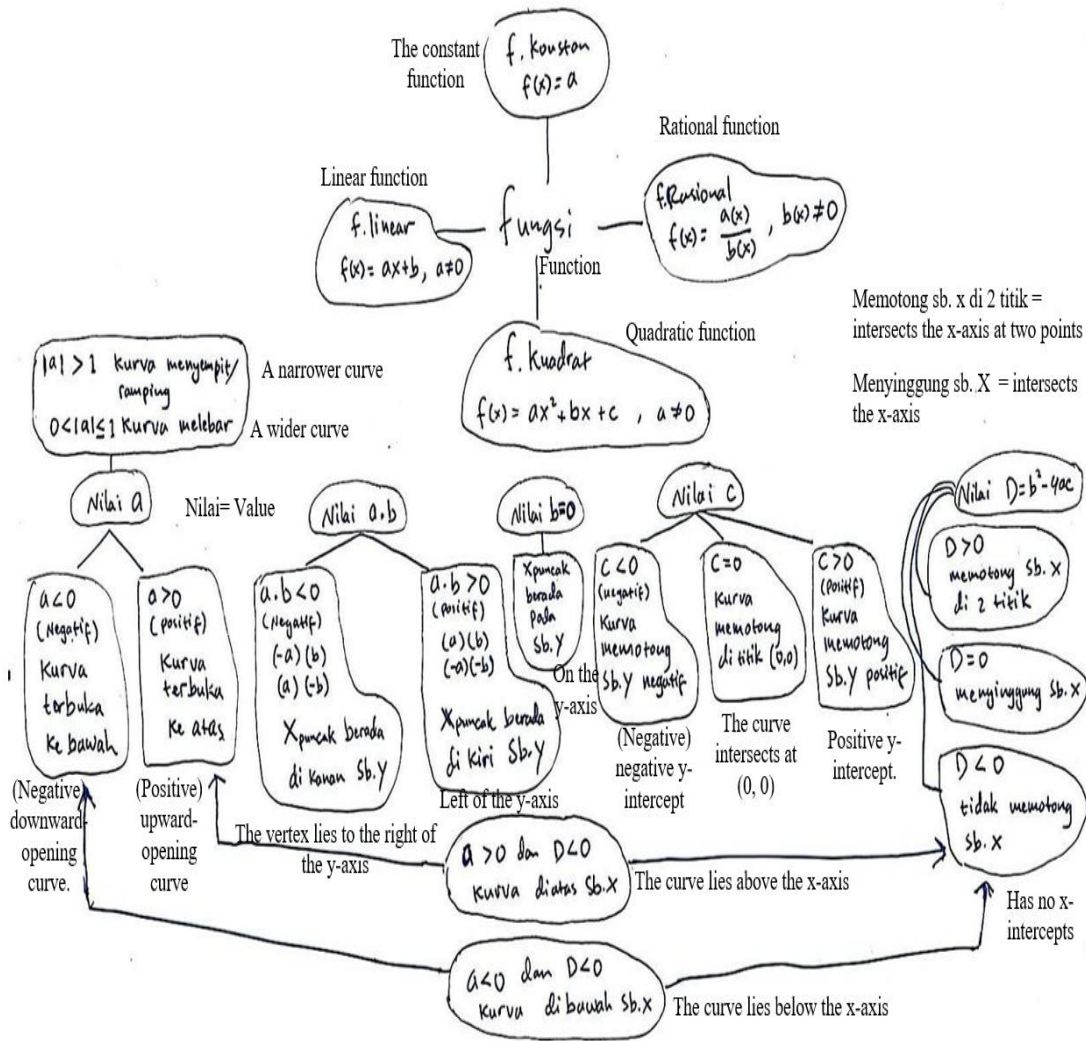 The constant
function
f. konstan
f(x) = a
Rational function
f.Rasional
f(x) = a(x)/b(x) , b(x) ≠ 0
Linear function
f. linear
f(x) = ax+b, a≠0
fungsi
Function
Quadratic function
f. kuadrat
f(x) = ax²+bx+c , a≠0
Memotong sb. x di 2 titik =
intersects the x-axis at two points
Menyinggung sb. X = intersects
the x-axis
|a| > 1 kurva menyempit/
ramping
0<|a|≤1 kurva melebar
A narrower curve
A wider curve
Nilai a
Nilai= Value
Nilai a.b
Nilai b=0
Nilai c
Nilai D=b²-4ac
a<0
(Negatif)
Kurva
terbuka
ke bawah
(Negative)
downward-
opening
curve.
a>0
(positif)
Kurva
terbuka
ke atas
(Positive)
upward-
opening
curve
a.b<0
(Negatif)
(-a)(b)
(a)(-b)
Xpuncak berada
di kanan Sb.Y
The vertex lies to the right of
the y-axis
a.b>0
(positif)
(a)(b)
(-a)(-b)
Xpuncak berada
di kiri Sb.Y
Left of the y-axis
Xpuncak
berada
pada
Sb.Y
On the
y-axis
c<0
(negatif)
Kurva
memotong
Sb.Y negatif
(Negative)
negative y-
intercept
C=0
Kurva
memotong
di titik (0,0)
The curve
intersects at
(0, 0)
C>0
(positif)
Kurva
memotong
Sb.Y positif
Positive y-
intercept.
D>0
memotong Sb.X
di 2 titik
D=0
menyinggung Sb.X
D<0
tidak memotong
Sb.X
Has no x-
intercepts
a>0 dan D<0
kurva diatas Sb.X
The curve lies above the x-axis
a<0 dan D<0
kurva dibawah Sb.X
The curve lies below the x-axis